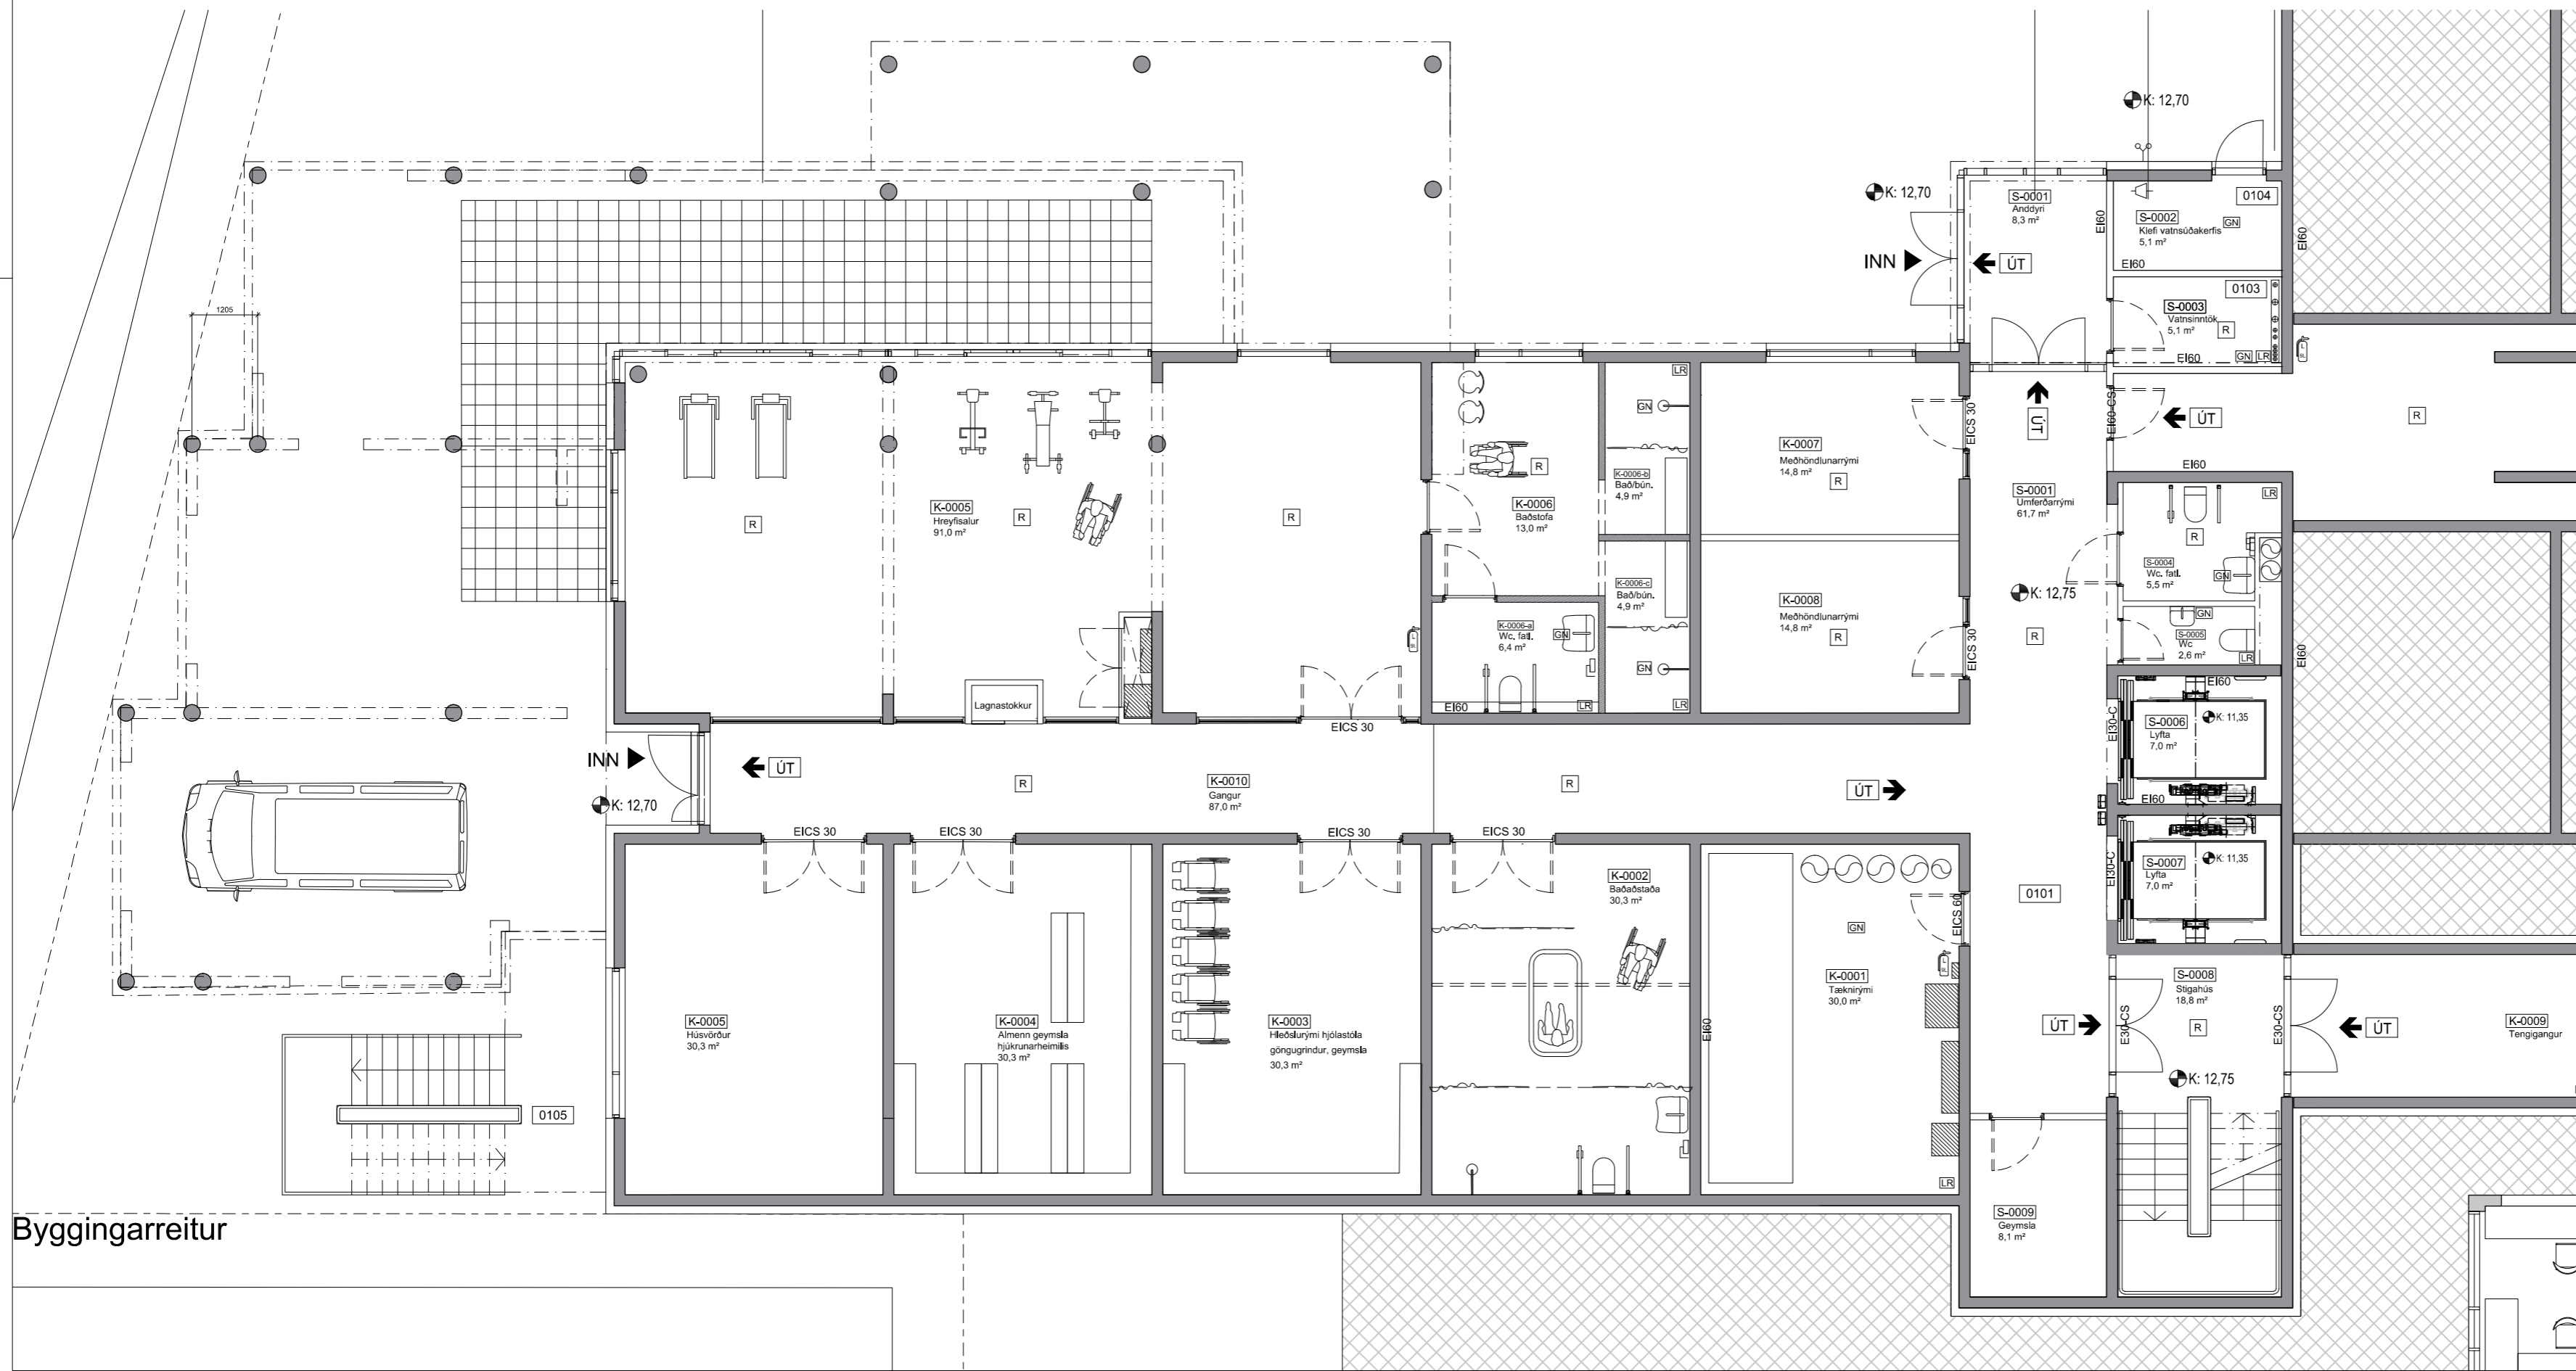 K: 12,70
K: 12,70
S-0001
Anddyri
8,3 m²
EI60
S-0002
Klefi vatnsúðakerfis
5,1 m²
GN
0104
EI60
EI60
INN
ÚT
1205
0103
S-0003
Vatnsinntök
5,1 m²
R
EI60
GN
LR
ÚT
EI60-CS
ÚT
R
EI60
K-0005
Hreyfisalur
91,0 m²
R
R
R
Lagnastokkur
K-0006
Baðstofa
13,0 m²
R
LR
GN
K-0006-b
Bað/bún.
4,9 m²
K-0006-c
Bað/bún.
4,9 m²
GN
LR
K-0006-a
Wc. fatl.
6,4 m²
GN
EI60
LR
K-0007
Meðhöndlunarrými
14,8 m²
R
EICS 30
K-0008
Meðhöndlunarrými
14,8 m²
R
EICS 30
S-0001
Umferðarrými
61,7 m²
K: 12,75
R
LR
R
S-0004
Wc. fatl.
5,5 m²
GN
GN
S-0005
Wc
2,6 m²
LR
EI60
EI60
S-0006
Lyfta
7,0 m²
K: 11,35
EI30-C
EI60
S-0007
Lyfta
7,0 m²
K: 11,35
EI30-C
INN
K: 12,70
ÚT
R
K-0010
Gangur
87,0 m²
EICS 30
R
ÚT
EICS 30
EICS 30
EICS 30
EICS 30
K-0005
Húsvörður
30,3 m²
K-0004
Almenn geymsla
hjúkrunarheimilis
30,3 m²
K-0003
Hleðslurými hjólastóla
göngugrindur, geymsla
30,3 m²
K-0002
Baðaðstaða
30,3 m²
EI60
GN
K-0001
Tæknirými
30,0 m²
LR
EICS 60
0101
ÚT
EI30-CS
S-0008
Stigahús
18,8 m²
R
K: 12,75
EI30-CS
ÚT
K-0009
Tengigangur
S-0009
Geymsla
8,1 m²
0105
Byggingarreitur